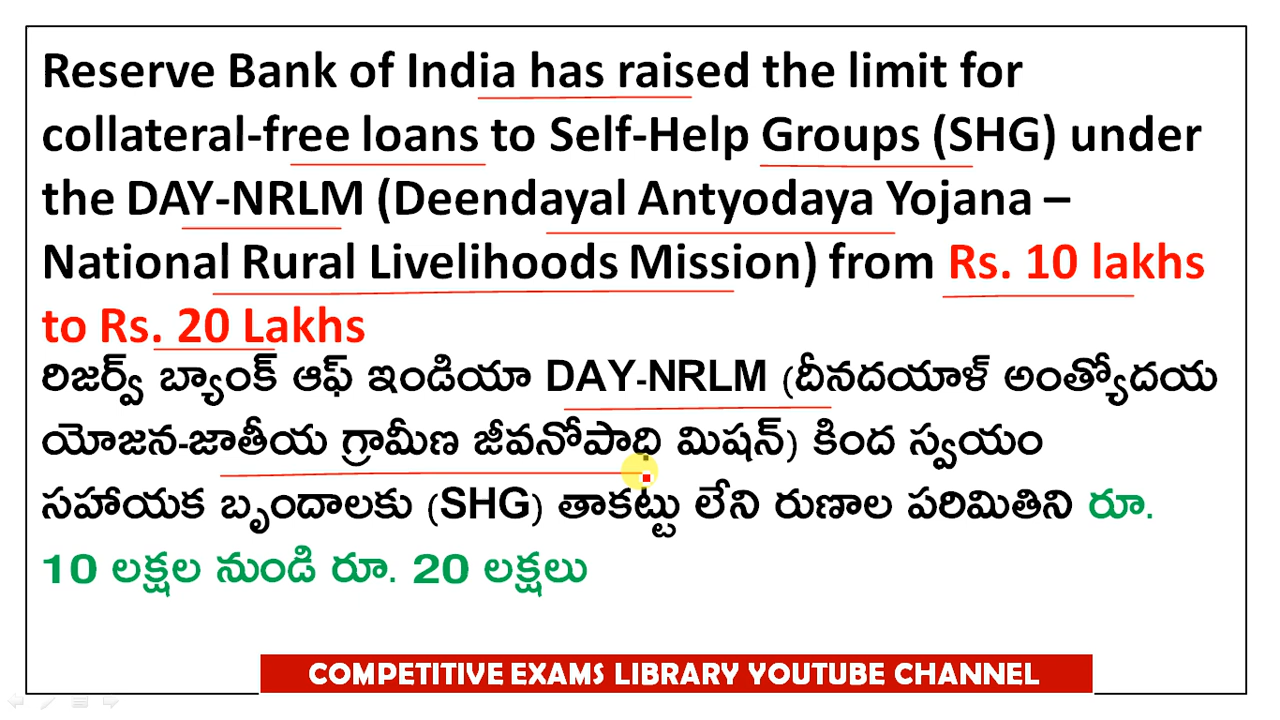 Reserve Bank of India has raised the limit for
collateral-free loans to Self-Help Groups (SHG) under
the DAY-NRLM (Deendayal Antyodaya Yojana –
National Rural Livelihoods Mission) from Rs. 10 lakhs
to Rs. 20 Lakhs
రిజర్వ్ బ్యాంక్ ఆఫ్ ఇండియా DAY-NRLM (దీనదయాళ్ అంత్యోదయ
యోజన-జాతీయ గ్రామీణ జీవనోపాధి మిషన్) కింద స్వయం
సహాయక బృందాలకు (SHG) తాకట్టు లేని రుణాల పరిమితిని రూ.
10 లక్షల నుండి రూ. 20 లక్షలు
COMPETITIVE EXAMS LIBRARY YOUTUBE CHANNEL